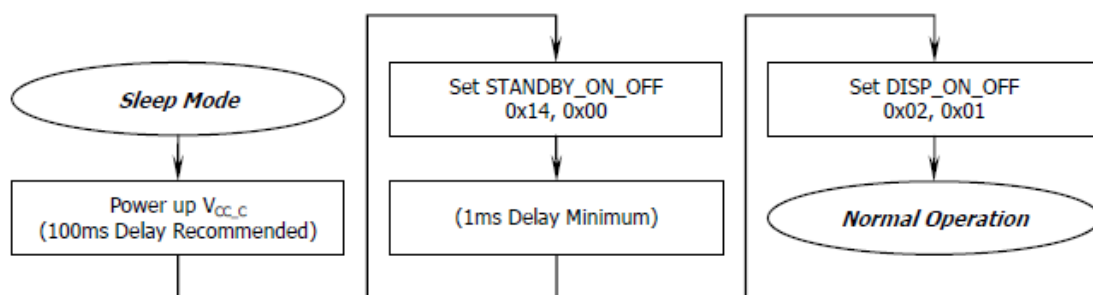 Sleep Mode
Power up VCC_C
(100ms Delay Recommended)
Set STANDBY_ON_OFF
0x14, 0x00
(1ms Delay Minimum)
Set DISP_ON_OFF
0x02, 0x01
Normal Operation